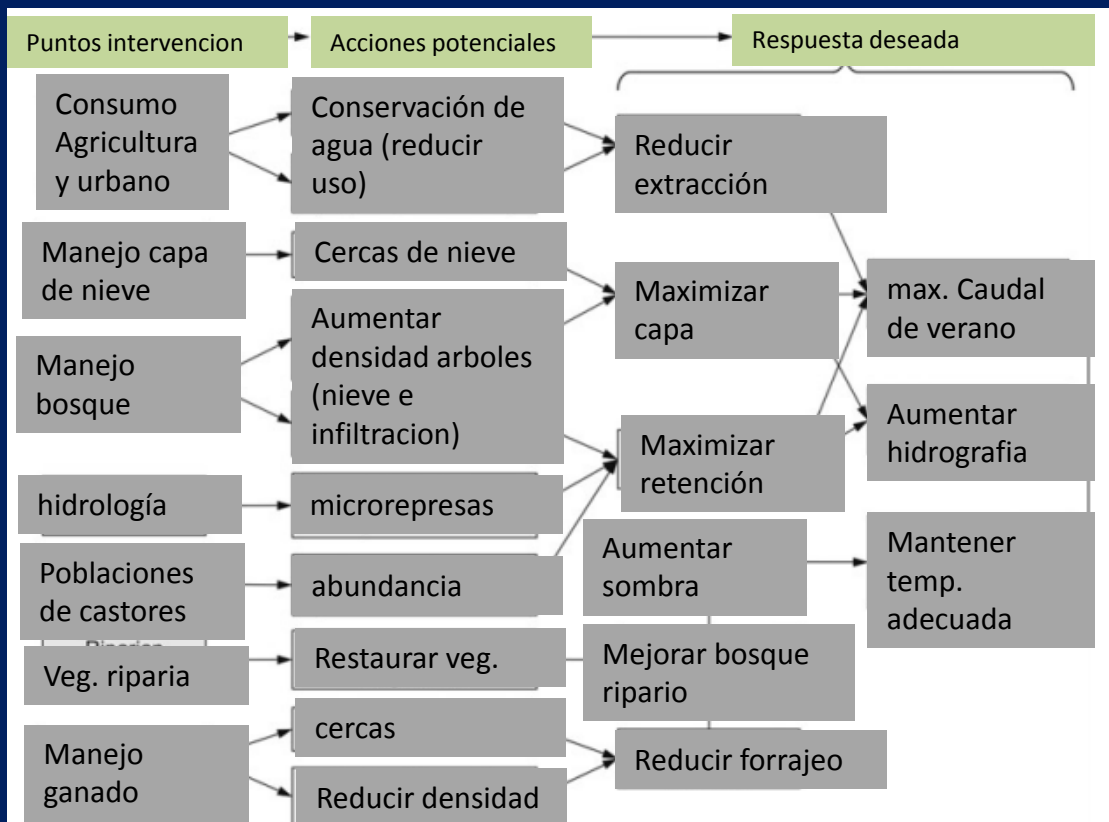 Puntos intervencion
Acciones potenciales
Respuesta deseada
Consumo
Agricultura
y urbano
Conservación de
agua (reducir
uso)
Reducir
extracción
Manejo capa
de nieve
Cercas de nieve
Maximizar
capa
max. Caudal
de verano
Manejo
bosque
Aumentar
densidad arboles
(nieve e
infiltracion)
Maximizar
retención
Aumentar
hidrografia
hidrología
microrepresas
Aumentar
sombra
Mantener
temp.
adecuada
Poblaciones
de castores
abundancia
Veg. riparia
Restaurar veg.
Mejorar bosque
ripario
Manejo
ganado
cercas
Reducir densidad
Reducir forrajeo